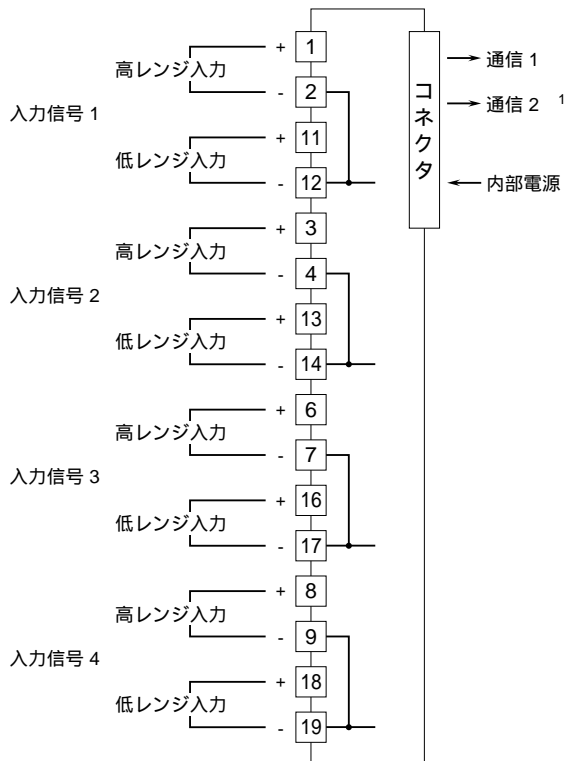 + 1
高レンジ入力
- 2
入力信号 1
+ 11
低レンジ入力
- 12
+ 3
高レンジ入力
- 4
入力信号 2
+ 13
低レンジ入力
- 14
+ 6
高レンジ入力
- 7
入力信号 3
+ 16
低レンジ入力
- 17
+ 8
高レンジ入力
- 9
入力信号 4
+ 18
低レンジ入力
- 19
コネクタ
通信 1
通信 2 1
内部電源